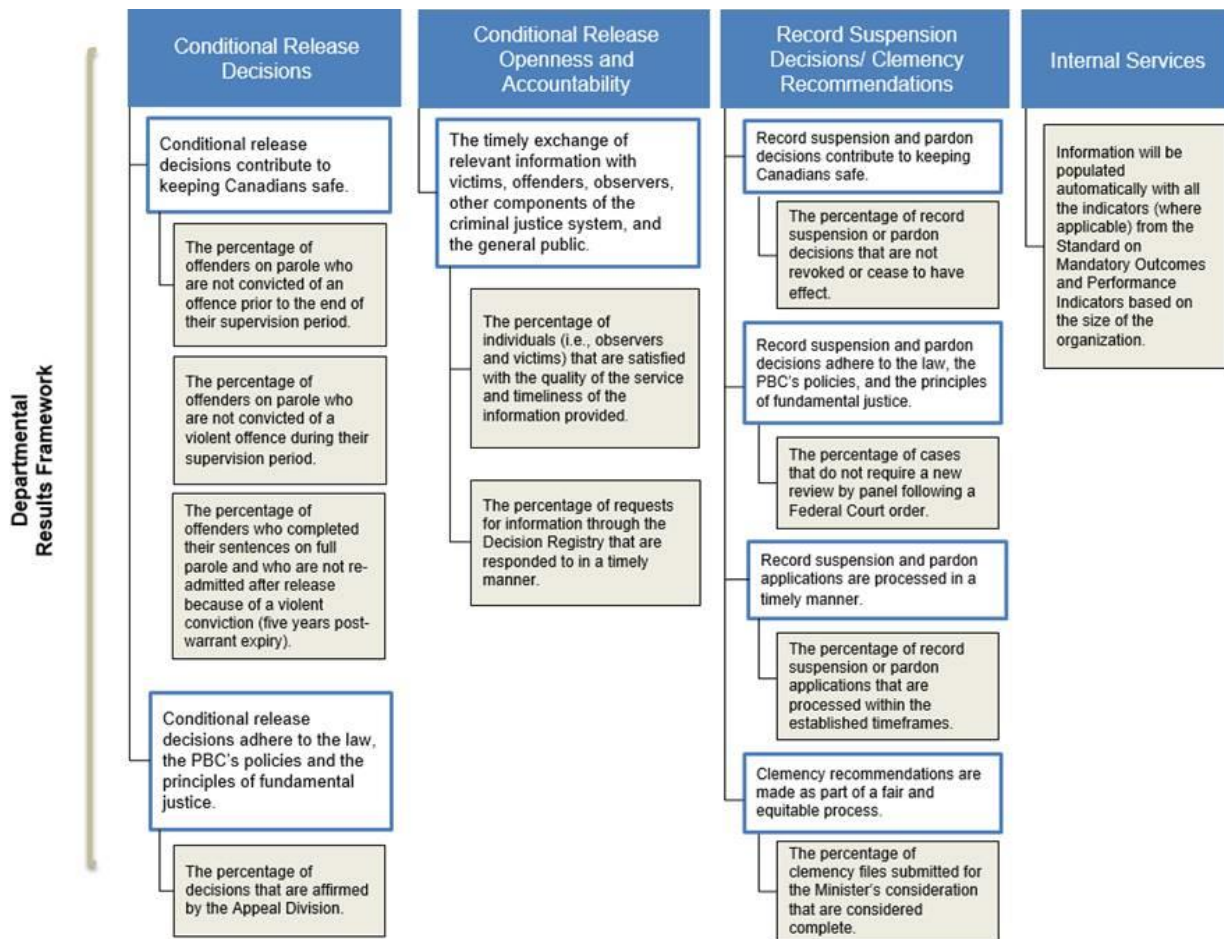 Departmental
Results Framework
Conditional Release
Decisions
Conditional release
decisions contribute to
keeping Canadians safe.
The percentage of
offenders on parole who
are not convicted of an
offence prior to the end of
their supervision period.
The percentage of
offenders on parole who
are not convicted of a
violent offence during their
supervision period.
The percentage of
offenders who completed
their sentences on full
parole and who are not re-
admitted after release
because of a violent
conviction (five years post-
warrant expiry).
Conditional release
decisions adhere to the law,
the PBC's policies and the
principles of fundamental
justice.
The percentage of
decisions that are affirmed
by the Appeal Division.
Conditional Release
Openness and
Accountability
The timely exchange of
relevant information with
victims, offenders, observers,
other components of the
criminal justice system, and
the general public.
The percentage of
individuals (i.e., observers
and victims) that are satisfied
with the quality of the service
and timeliness of the
information provided.
The percentage of requests
for information through the
Decision Registry that are
responded to in a timely
manner.
Record Suspension
Decisions/ Clemency
Recommendations
Record suspension and pardon
decisions contribute to keeping
Canadians safe.
The percentage of record
suspension or pardon
decisions that are not
revoked or cease to have
effect.
Record suspension and pardon
decisions adhere to the law, the
PBC's policies, and the principles
of fundamental justice.
The percentage of cases
that do not require a new
review by panel following a
Federal Court order.
Record suspension and pardon
applications are processed in a
timely manner.
The percentage of record
suspension or pardon
applications that are
processed within the
established timeframes.
Clemency recommendations are
made as part of a fair and
equitable process.
The percentage of
clemency files submitted for
the Minister's consideration
that are considered
complete.
Internal Services
Information will be
populated
automatically with all
the indicators (where
applicable) from the
Standard on
Mandatory Outcomes
and Performance
Indicators based on
the size of the
organization.